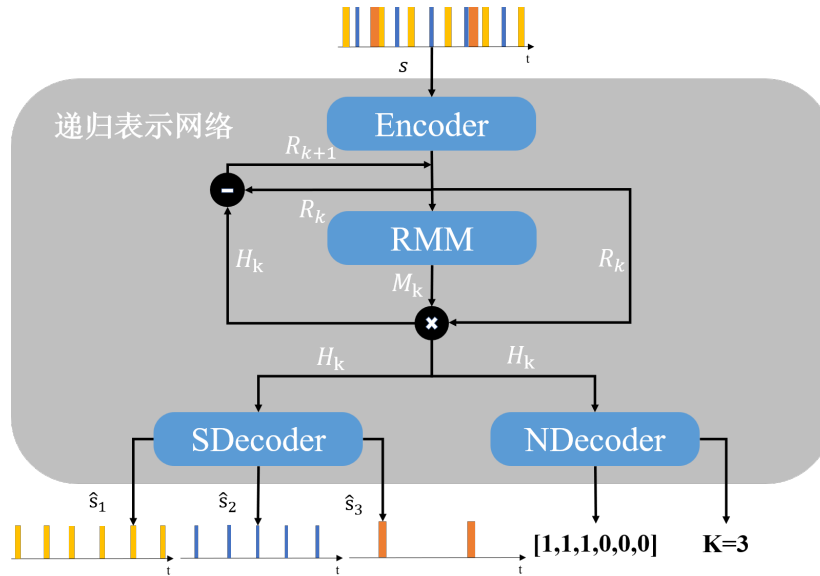 t
s
递归表示网络
Encoder
R_{k+1}
R_k
RMM
H_k
R_k
M_k
H_k
H_k
SDecoder
NDecoder
ŝ_1
ŝ_2
ŝ_3
t
t
t
[1,1,1,0,0,0]
K=3